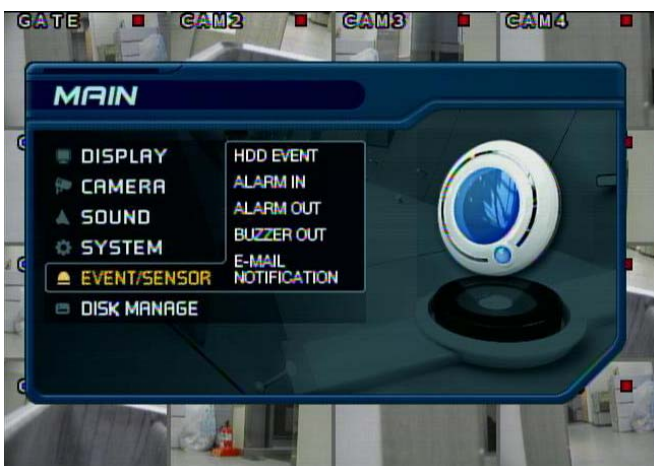 GATE CAM2 CAM3 CAM4
MAIN
DISPLAY
CAMERA
SOUND
SYSTEM
EVENT/SENSOR
DISK MANAGE
HDD EVENT
ALARM IN
ALARM OUT
BUZZER OUT
E-MAIL
NOTIFICATION